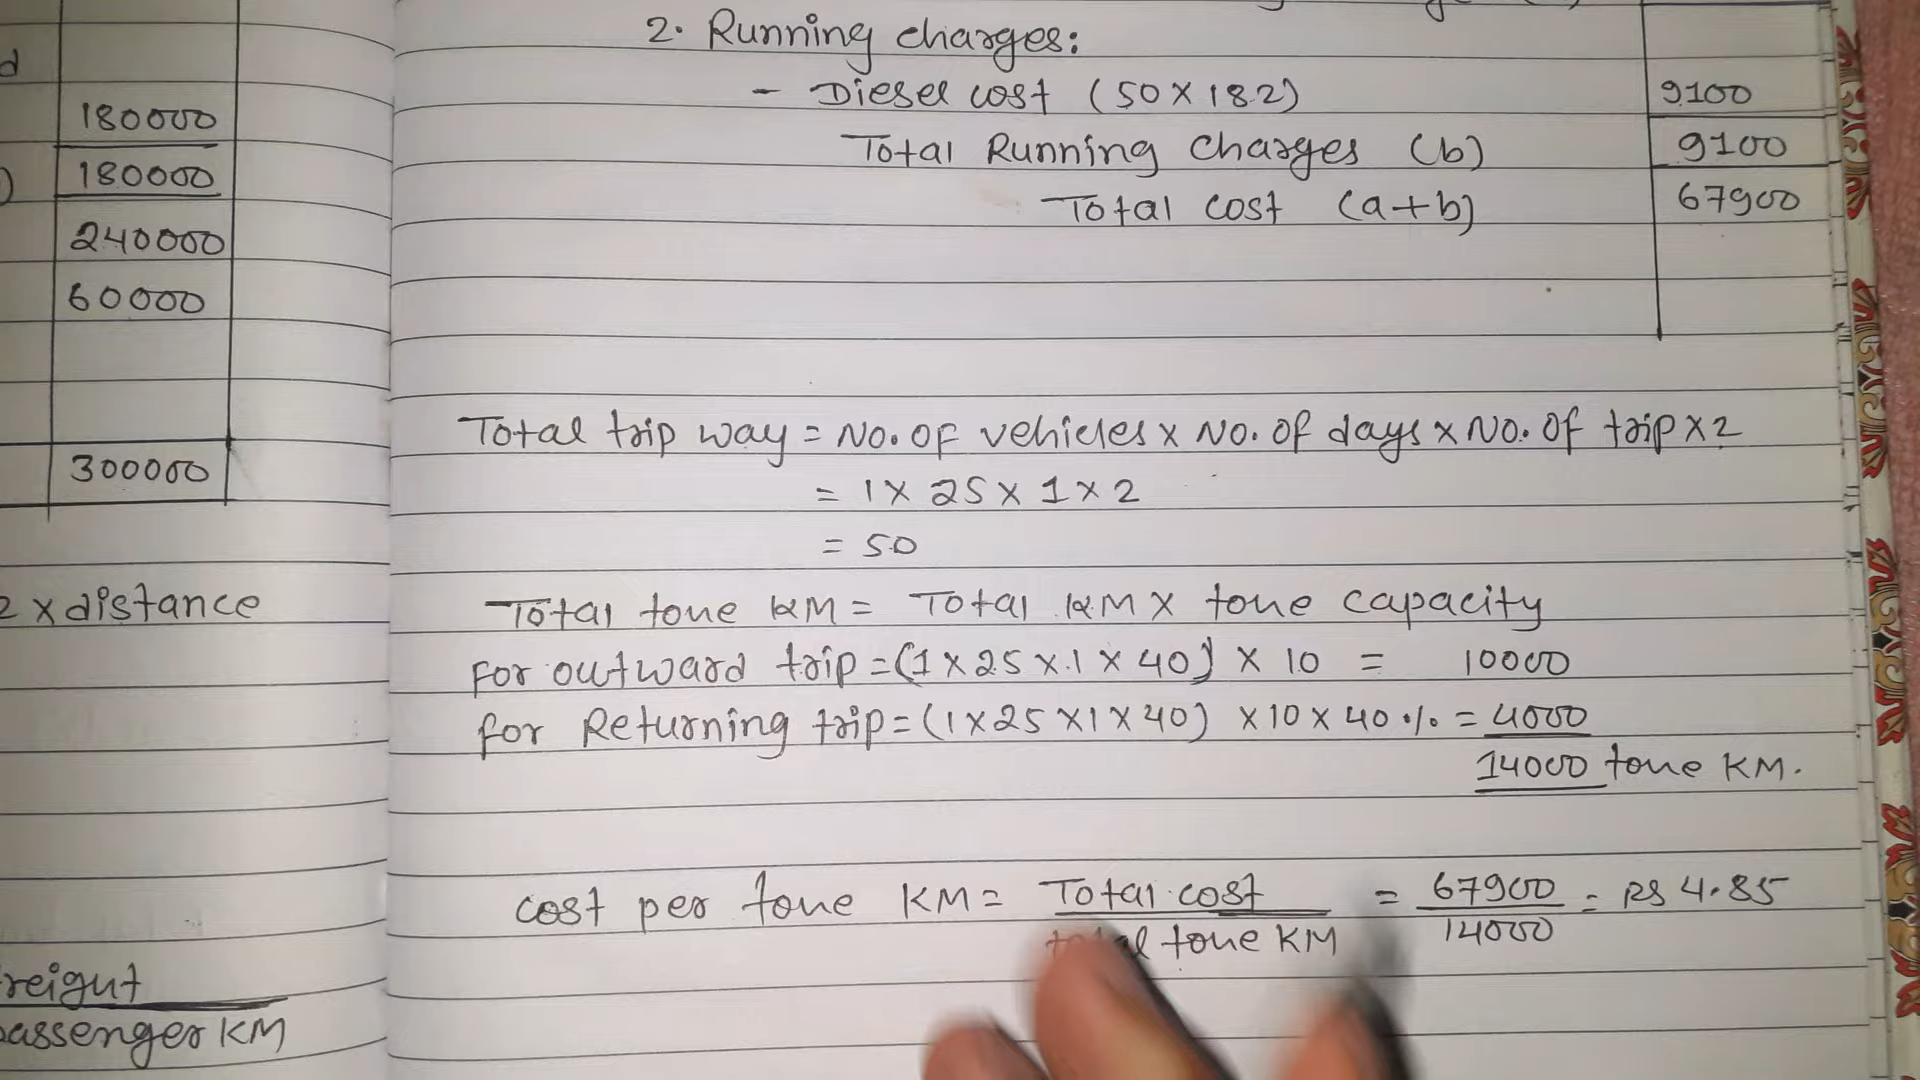 d
180000
) 180000
240000
60000
300000
2 x distance
reigut
passenger KM
2. Running charges:
- Diesel cost (50 x 182) 9100
Total Running Charges (b) 9100
Total cost (a+b) 67900
Total trip way = No. of vehicles x No. of days x No. of trip x 2
= 1 x 25 x 1 x 2
= 50
Total tone KM = Total KM x tone capacity
For outward trip = (1 x 25 x 1 x 40) x 10 = 10000
for Returning trip = (1 x 25 x 1 x 40) x 10 x 40% = 4000
14000 tone KM.
cost per tone KM = Total cost = 67900 = RS 4.85
total tone KM 14000